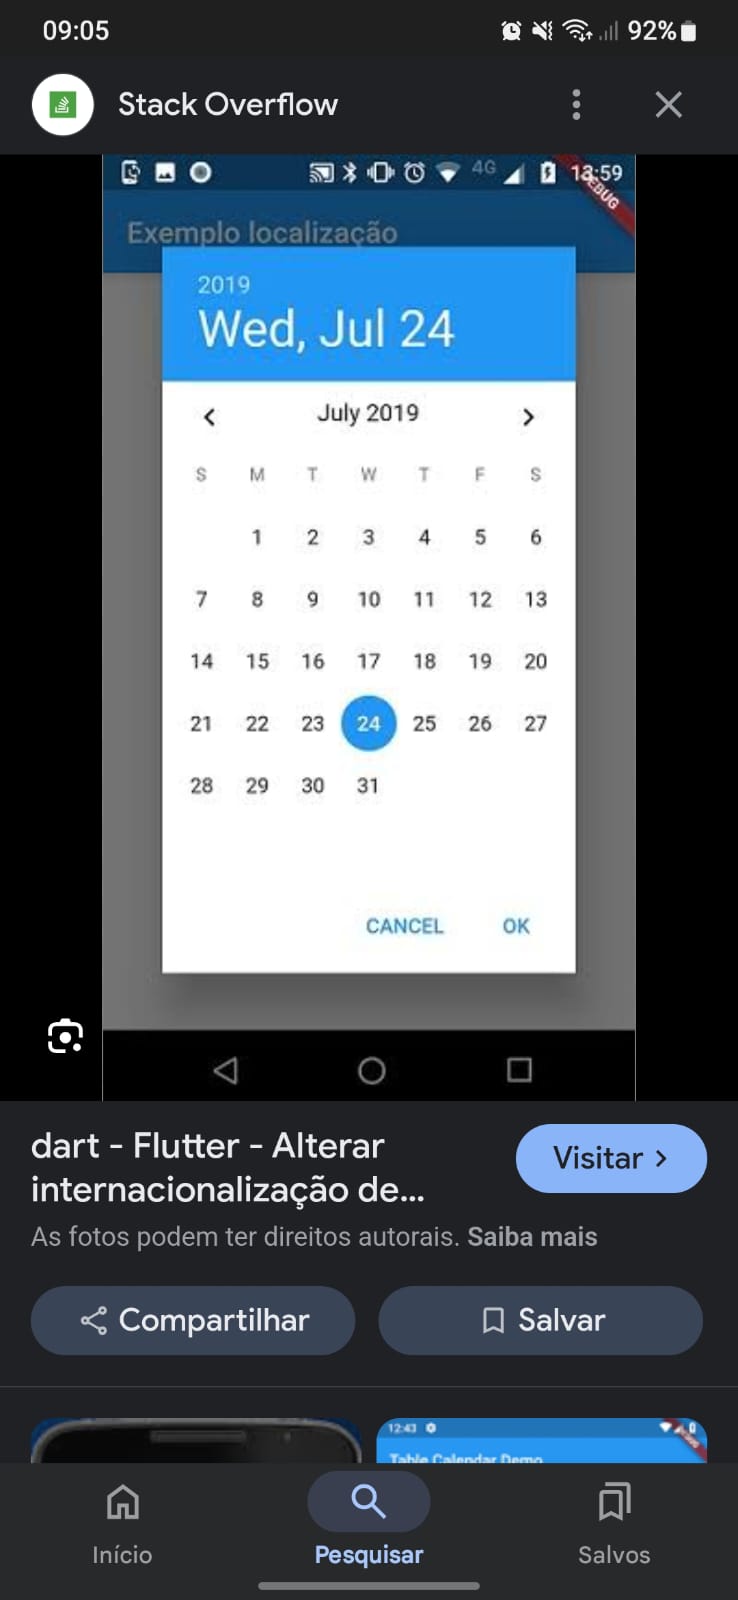 09:05
92%
Stack Overflow
4G
13:59
DEBUG
Exemplo localização
2019
Wed, Jul 24
July 2019
S M T W T F S
1 2 3 4 5 6
7 8 9 10 11 12 13
14 15 16 17 18 19 20
21 22 23 24 25 26 27
28 29 30 31
CANCEL OK
dart - Flutter - Alterar
internacionalização de...
Visitar
As fotos podem ter direitos autorais. Saiba mais
Compartilhar
Salvar
12:43
Table Calendar Demo
Início
Pesquisar
Salvos